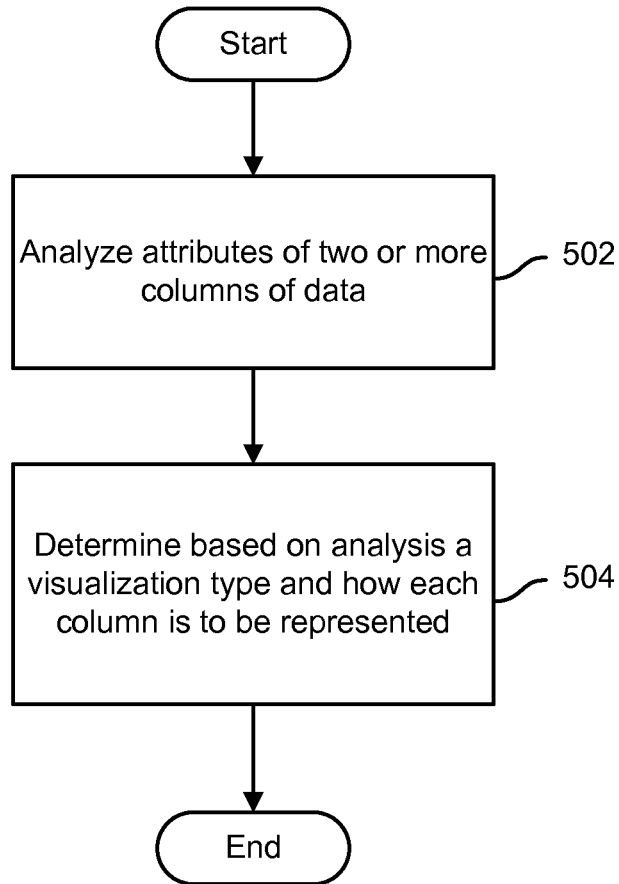 Start
Analyze attributes of two or more
columns of data
502
Determine based on analysis a
visualization type and how each
column is to be represented
504
End